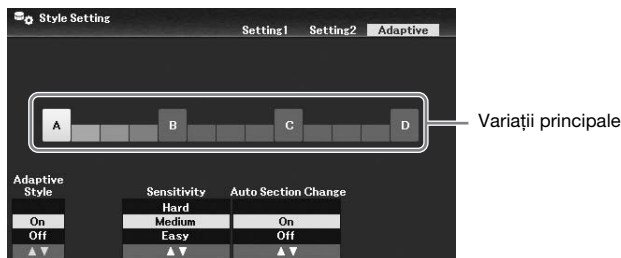 Style Setting
Setting1 Setting2 Adaptive
A B C D
Variații principale
Adaptive Style Sensitivity Auto Section Change
Hard
On Medium On
Off Easy Off